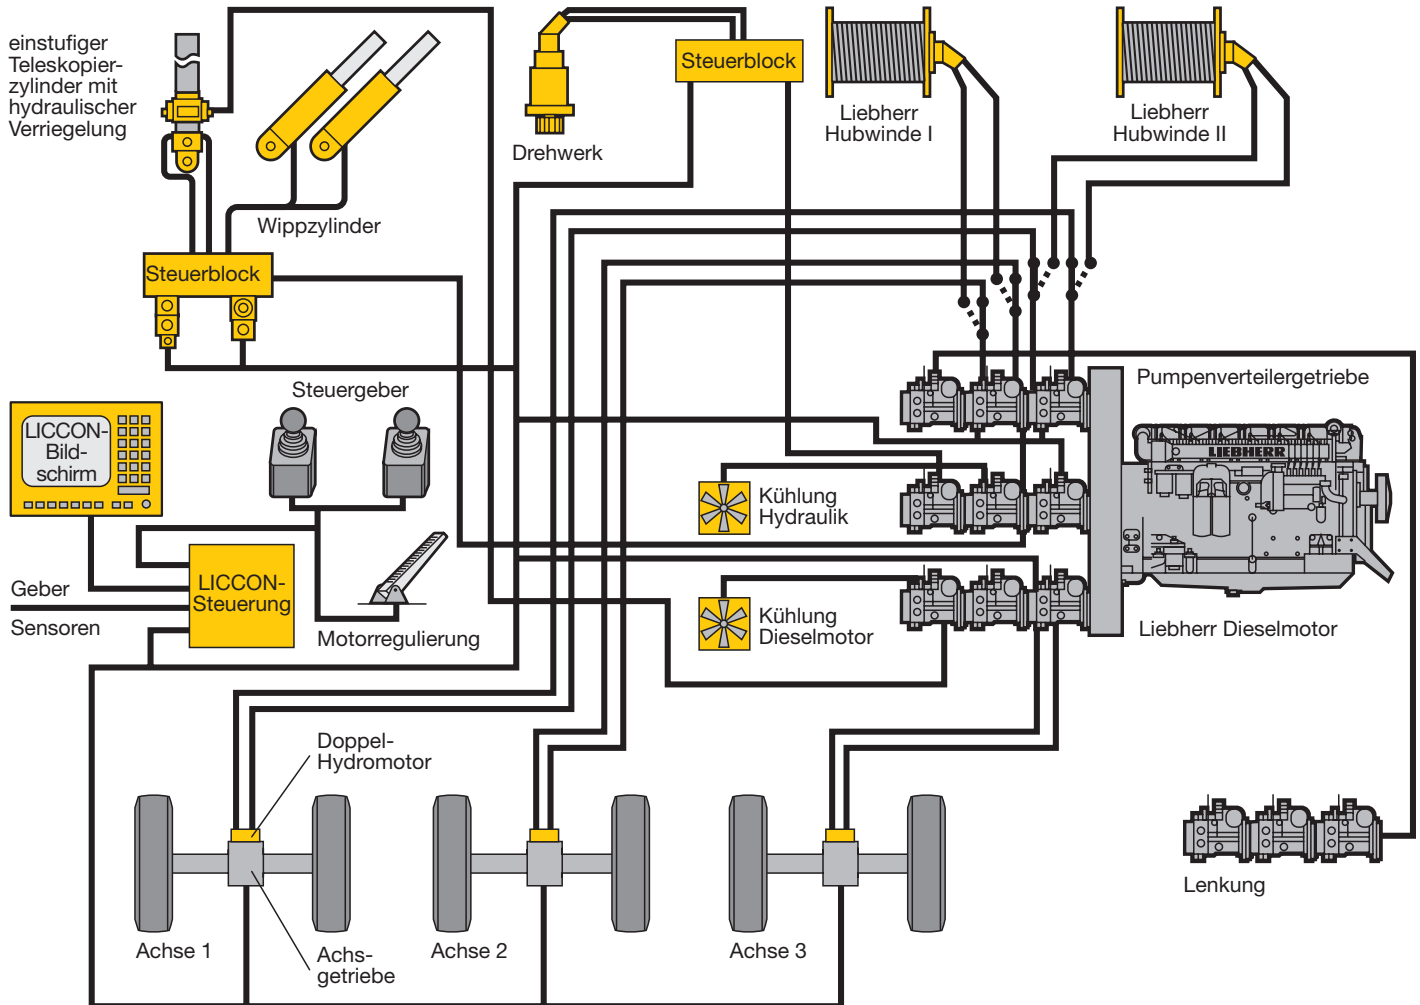 einstufiger
Teleskopier-
zylinder mit
hydraulischer
Verriegelung
Wippzylinder
Steuerblock
Drehwerk
Steuerblock
Liebherr
Hubwinde I
Liebherr
Hubwinde II
Steuergeber
LICCON-
Bild-
schirm
Pumpenverteilergetriebe
LIEBHERR
Kühlung
Hydraulik
Geber
Sensoren
LICCON-
Steuerung
Motorregulierung
Kühlung
Dieselmotor
Liebherr Dieselmotor
Doppel-
Hydromotor
Lenkung
Achse 1
Achs-
getriebe
Achse 2
Achse 3